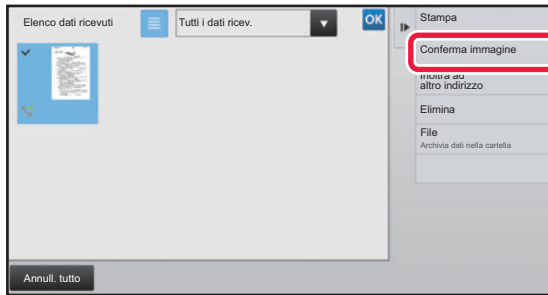 Elenco dati ricevuti
Tutti i dati ricev.
OK
Stampa
Conferma immagine
Inoltra ad
altro indirizzo
Elimina
File
Archivia dati nella cartella
Annull. tutto